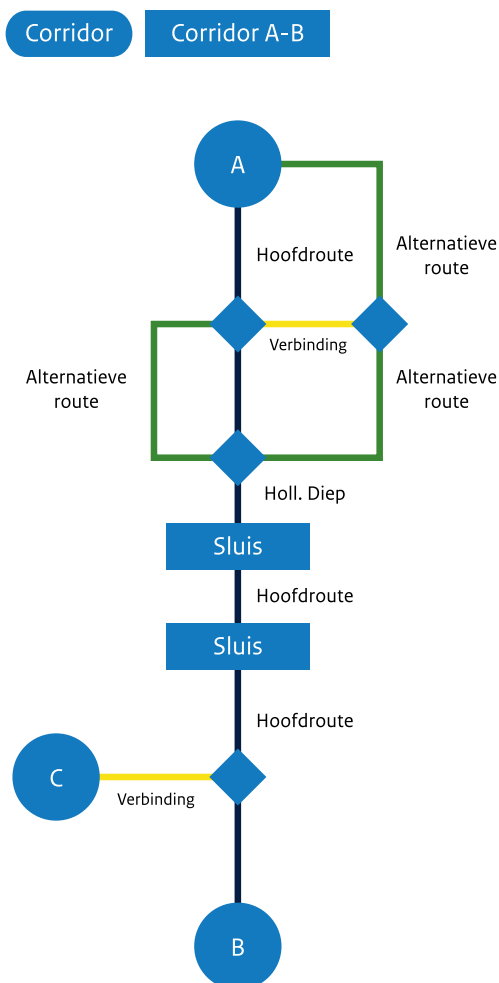 Corridor
Corridor A-B
A
Hoofdroute
Alternatieve
route
Verbinding
Alternatieve
route
Alternatieve
route
Holl. Diep
Sluis
Hoofdroute
Sluis
Hoofdroute
C
Verbinding
B